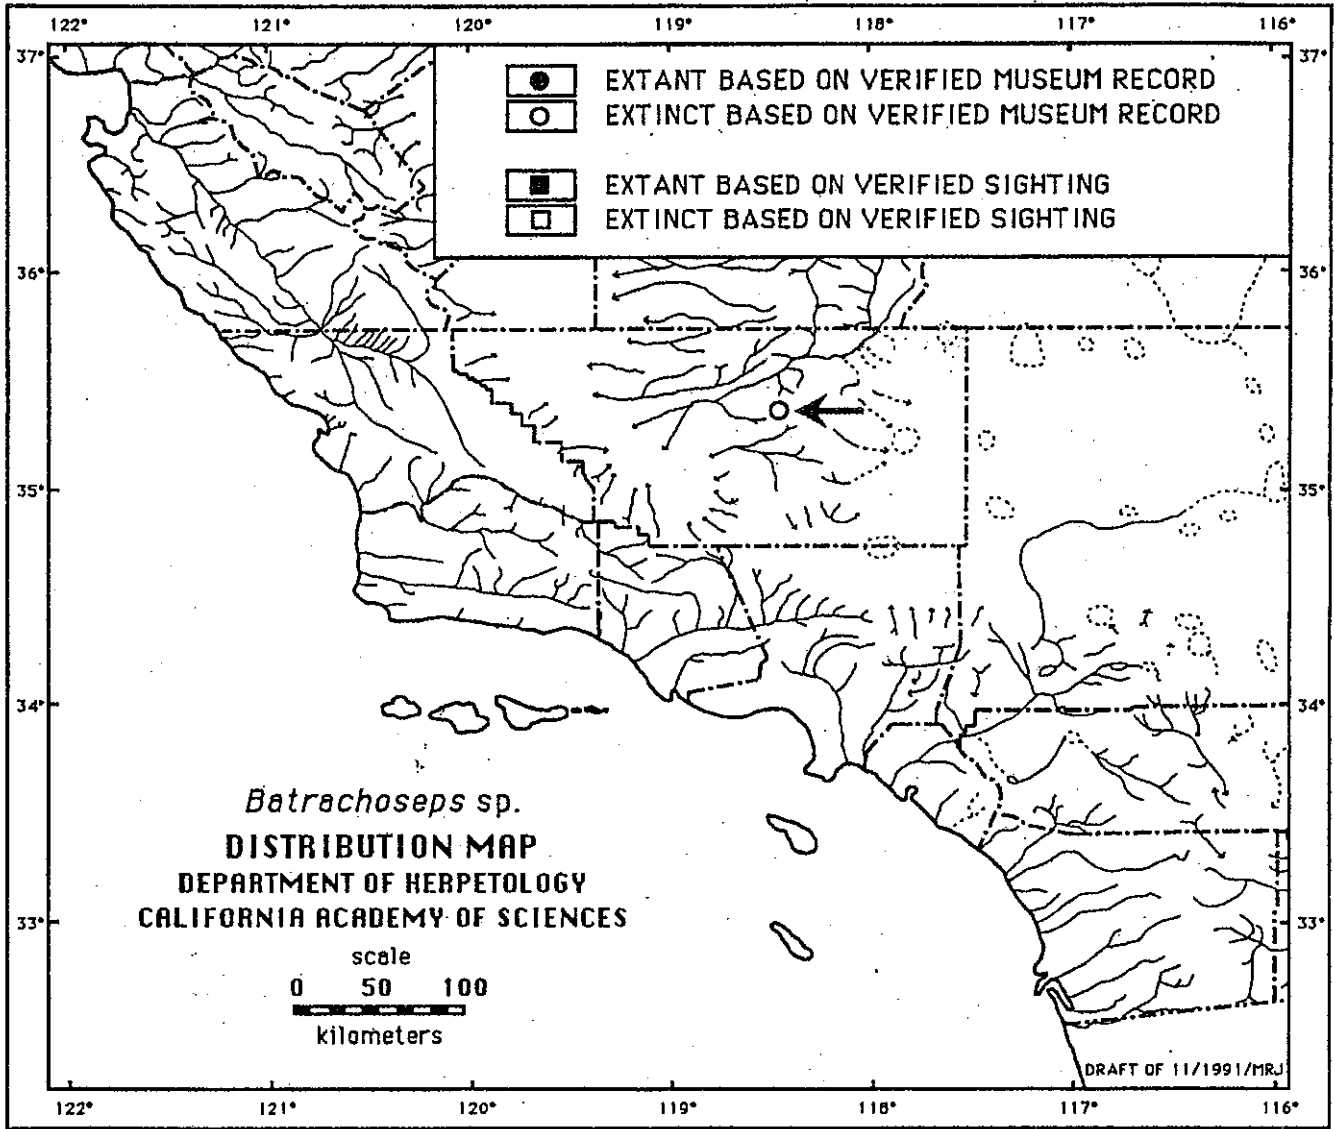 122° 121° 120° 119° 118° 117° 116°
37° 37°
EXTANT BASED ON VERIFIED MUSEUM RECORD
EXTINCT BASED ON VERIFIED MUSEUM RECORD
EXTANT BASED ON VERIFIED SIGHTING
EXTINCT BASED ON VERIFIED SIGHTING
36° 36°
35° 35°
34° 34°
Batrachoseps sp.
DISTRIBUTION MAP
DEPARTMENT OF HERPETOLOGY
CALIFORNIA ACADEMY OF SCIENCES
33° 33°
scale
0 50 100
kilometers
DRAFT OF 11/1991/MRJ
122° 121° 120° 119° 118° 117° 116°